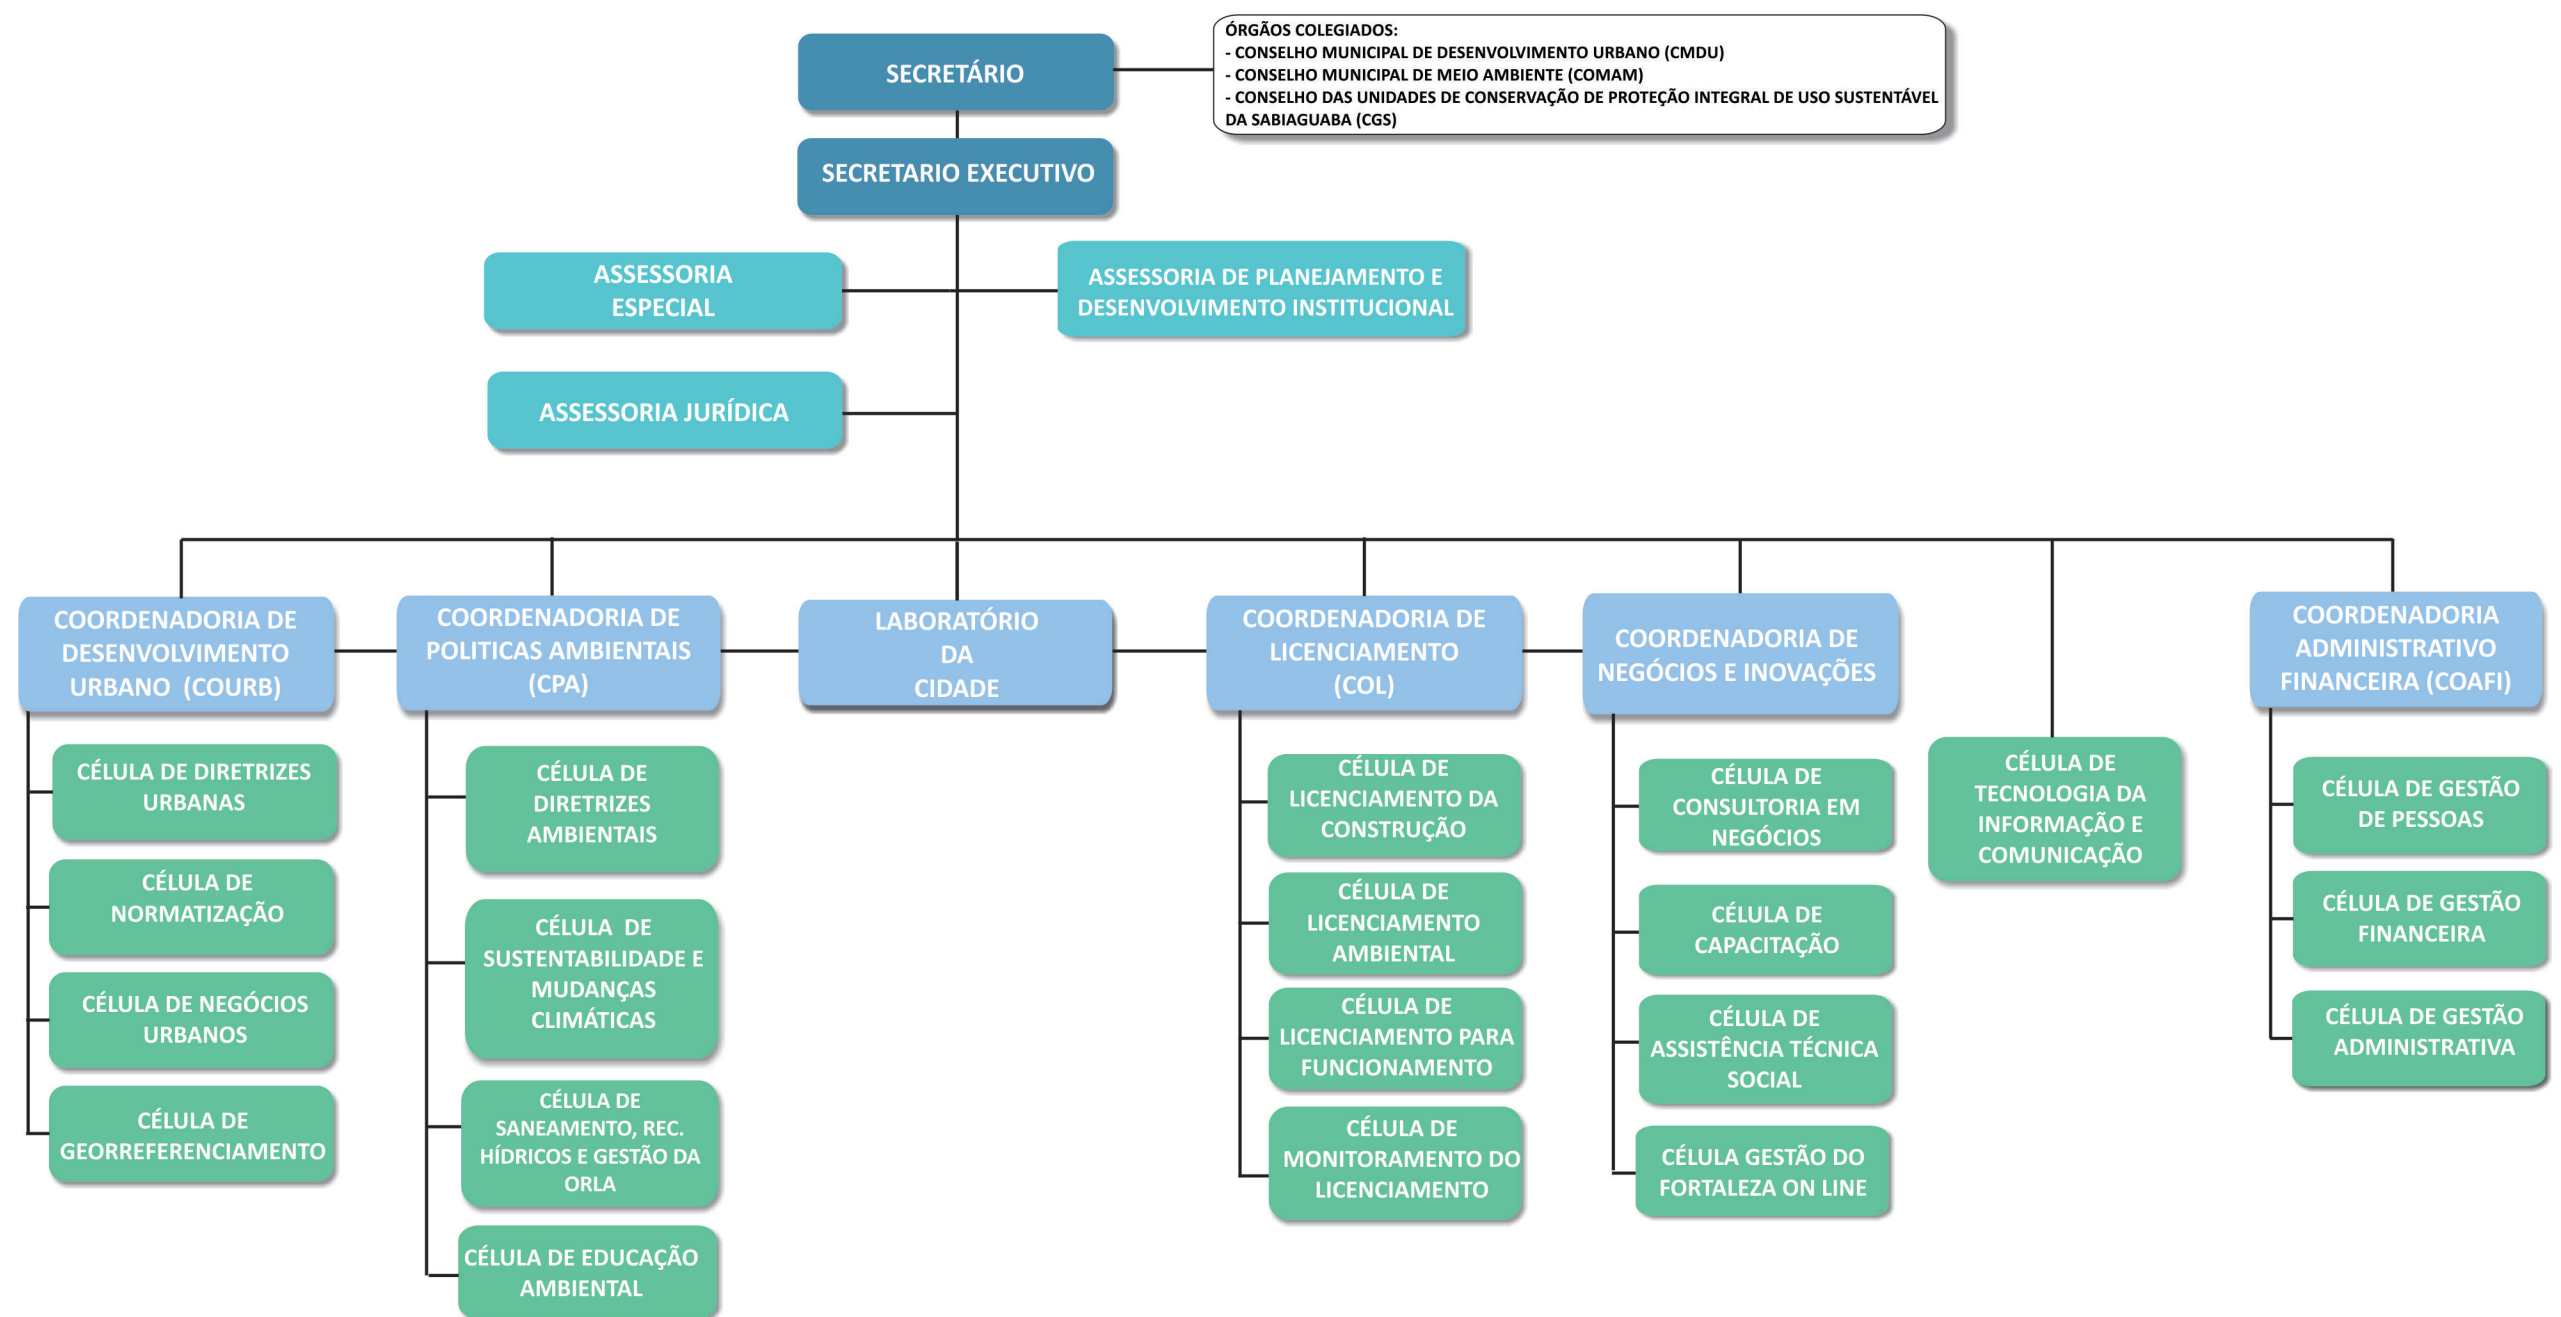 SECRETÁRIO
ÓRGÃOS COLEGIADOS:
- CONSELHO MUNICIPAL DE DESENVOLVIMENTO URBANO (CMDU)
- CONSELHO MUNICIPAL DE MEIO AMBIENTE (COMAM)
- CONSELHO DAS UNIDADES DE CONSERVAÇÃO DE PROTEÇÃO INTEGRAL DE USO SUSTENTÁVEL
DA SABIAGUABA (CGS)
SECRETARIO EXECUTIVO
ASSESSORIA
ESPECIAL
ASSESSORIA DE PLANEJAMENTO E
DESENVOLVIMENTO INSTITUCIONAL
ASSESSORIA JURÍDICA
COORDENADORIA DE
DESENVOLVIMENTO
URBANO (COURB)
CÉLULA DE DIRETRIZES
URBANAS
CÉLULA DE
NORMATIZAÇÃO
CÉLULA DE NEGÓCIOS
URBANOS
CÉLULA DE
GEORREFERENCIAMENTO
COORDENADORIA DE
POLITICAS AMBIENTAIS
(CPA)
CÉLULA DE
DIRETRIZES
AMBIENTAIS
CÉLULA DE
SUSTENTABILIDADE E
MUDANÇAS
CLIMÁTICAS
CÉLULA DE
SANEAMENTO, REC.
HÍDRICOS E GESTÃO DA
ORLA
CÉLULA DE EDUCAÇÃO
AMBIENTAL
LABORATÓRIO
DA
CIDADE
COORDENADORIA DE
LICENCIAMENTO
(COL)
CÉLULA DE
LICENCIAMENTO DA
CONSTRUÇÃO
CÉLULA DE
LICENCIAMENTO
AMBIENTAL
CÉLULA DE
LICENCIAMENTO PARA
FUNCIONAMENTO
CÉLULA DE
MONITORAMENTO DO
LICENCIAMENTO
COORDENADORIA DE
NEGÓCIOS E INOVAÇÕES
CÉLULA DE
CONSULTORIA EM
NEGÓCIOS
CÉLULA DE
CAPACITAÇÃO
CÉLULA DE
ASSISTÊNCIA TÉCNICA
SOCIAL
CÉLULA GESTÃO DO
FORTALEZA ON LINE
CÉLULA DE
TECNOLOGIA DA
INFORMAÇÃO E
COMUNICAÇÃO
COORDENADORIA
ADMINISTRATIVO
FINANCEIRA (COAFI)
CÉLULA DE GESTÃO
DE PESSOAS
CÉLULA DE GESTÃO
FINANCEIRA
CÉLULA DE GESTÃO
ADMINISTRATIVA